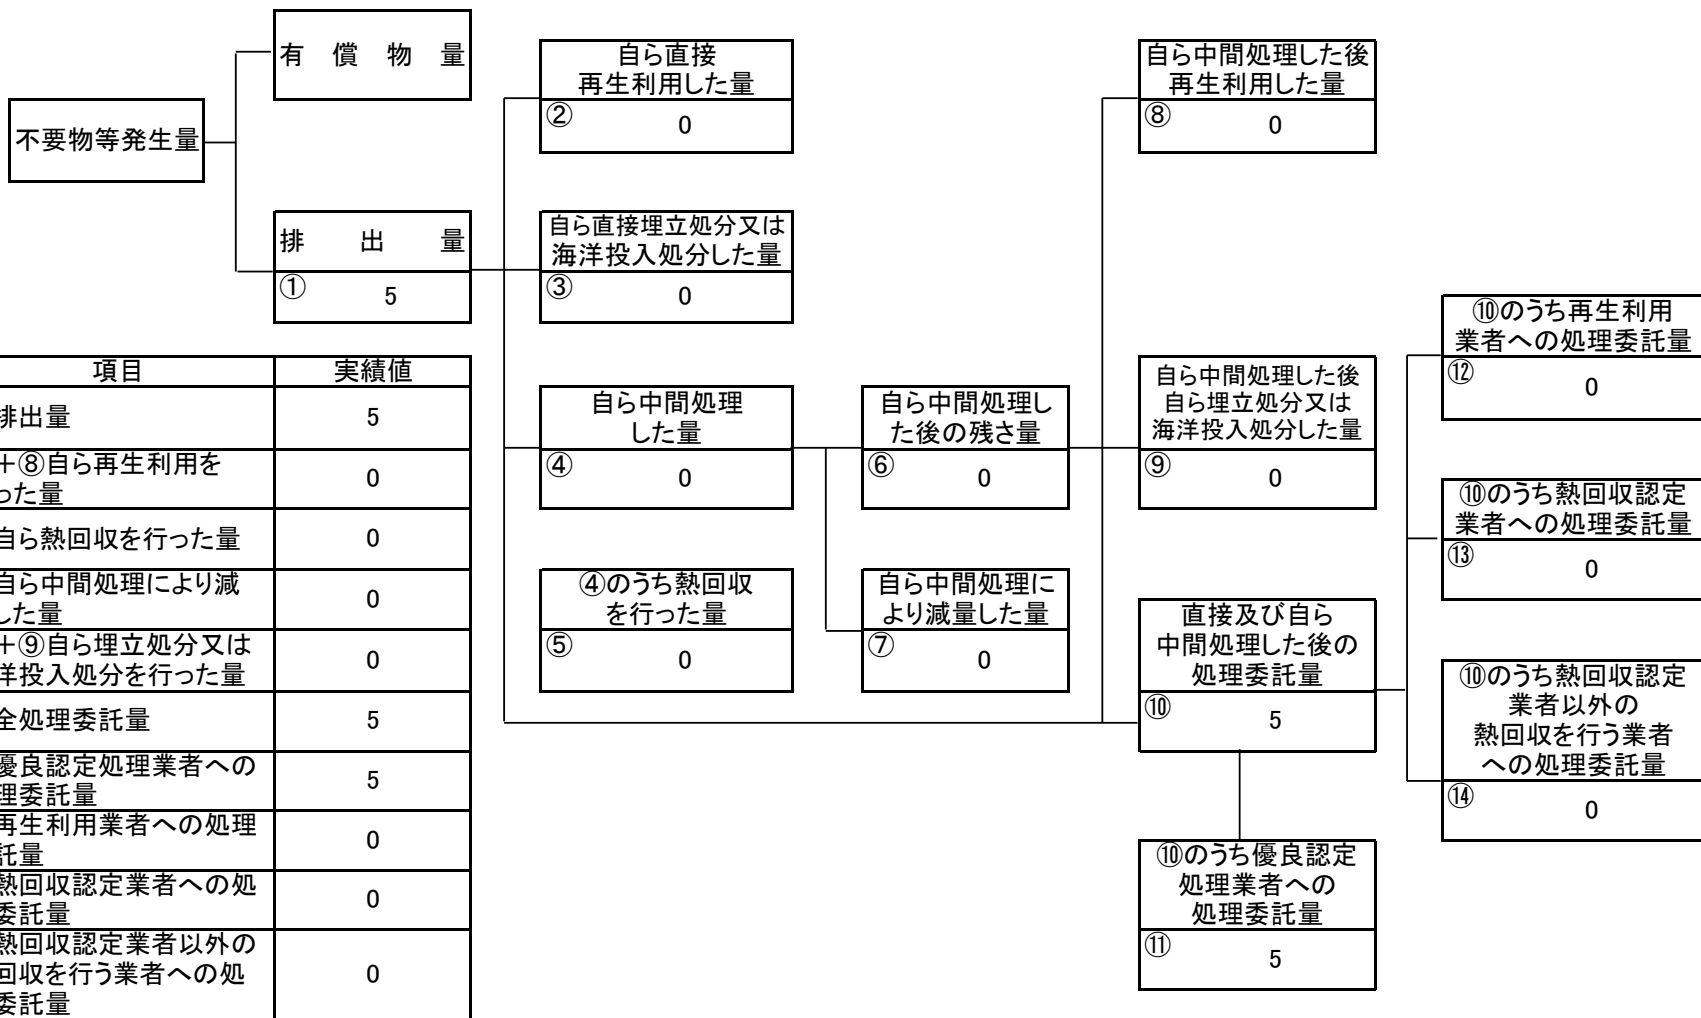 有償物量
不要物等発生量
排出量
① 5
自ら直接
再生利用した量
② 0
自ら直接埋立処分又は
海洋投入処分した量
③ 0
自ら中間処理
した量
④ 0
④のうち熱回収
を行った量
⑤ 0
自ら中間処理し
た後の残さ量
⑥ 0
自ら中間処理に
より減量した量
⑦ 0
自ら中間処理した後
再生利用した量
⑧ 0
自ら中間処理した後
自ら埋立処分又は
海洋投入処分した量
⑨ 0
直接及び自ら
中間処理した後の
処理委託量
⑩ 5
⑩のうち優良認定
処理業者への
処理委託量
⑪ 5
⑩のうち再生利用
業者への処理委託量
⑫ 0
⑩のうち熱回収認定
業者への処理委託量
⑬ 0
⑩のうち熱回収認定
業者以外の
熱回収を行う業者
への処理委託量
⑭ 0
項目 実績値
排出量 5
+⑧自ら再生利用を
った量 0
自ら熱回収を行った量 0
自ら中間処理により減
した量 0
+⑨自ら埋立処分又は
洋投入処分を行った量 0
全処理委託量 5
優良認定処理業者への
理委託量 5
再生利用業者への処理
託量 0
熱回収認定業者への処
委託量 0
熱回収認定業者以外の
回収を行う業者への処
委託量 0